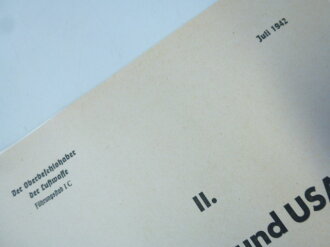 Juli 1942
Der Oberbefehlshaber
der Luftwaffe
Führungsstab I C
II.
und USA